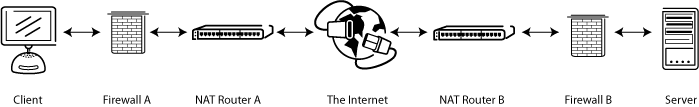 Client Firewall A NAT Router A The Internet NAT Router B Firewall B Server